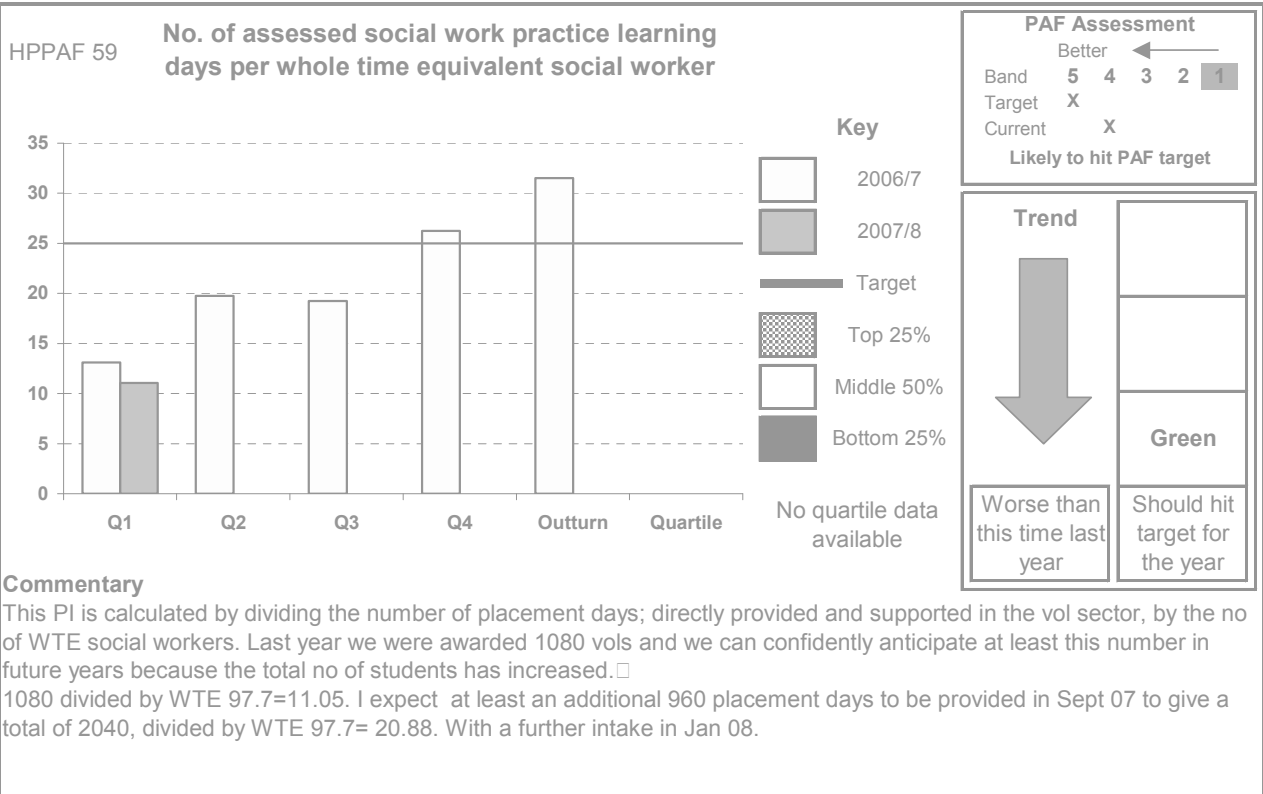 HPPAF 59
No. of assessed social work practice learning
days per whole time equivalent social worker
PAF Assessment
Better
Band 5 4 3 2 1
Target X
Current X
Likely to hit PAF target
35
30
25
20
15
10
5
0
Q1 Q2 Q3 Q4 Outturn Quartile
Key
2006/7
2007/8
Target
Top 25%
Middle 50%
Bottom 25%
No quartile data
available
Trend
Green
Worse than
this time last
year
Should hit
target for
the year
Commentary
This PI is calculated by dividing the number of placement days; directly provided and supported in the vol sector, by the no
of WTE social workers. Last year we were awarded 1080 vols and we can confidently anticipate at least this number in
future years because the total no of students has increased.
1080 divided by WTE 97.7=11.05. I expect at least an additional 960 placement days to be provided in Sept 07 to give a
total of 2040, divided by WTE 97.7= 20.88. With a further intake in Jan 08.